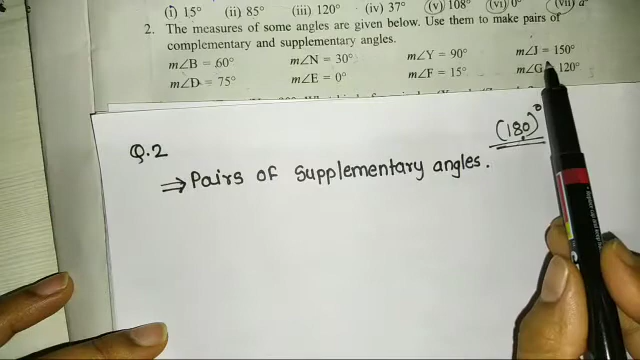 (i) 15° (ii) 85° (iii) 120° (iv) 37° (v) 108° (vi) 0° (vii) a°
2. The measures of some angles are given below. Use them to make pairs of
complementary and supplementary angles.
m∠B = 60° m∠N = 30° m∠Y = 90° m∠J = 150°
m∠D = 75° m∠E = 0° m∠F = 15° m∠G 120°
Q.2
(180)°
⇒ Pairs of supplementary angles.